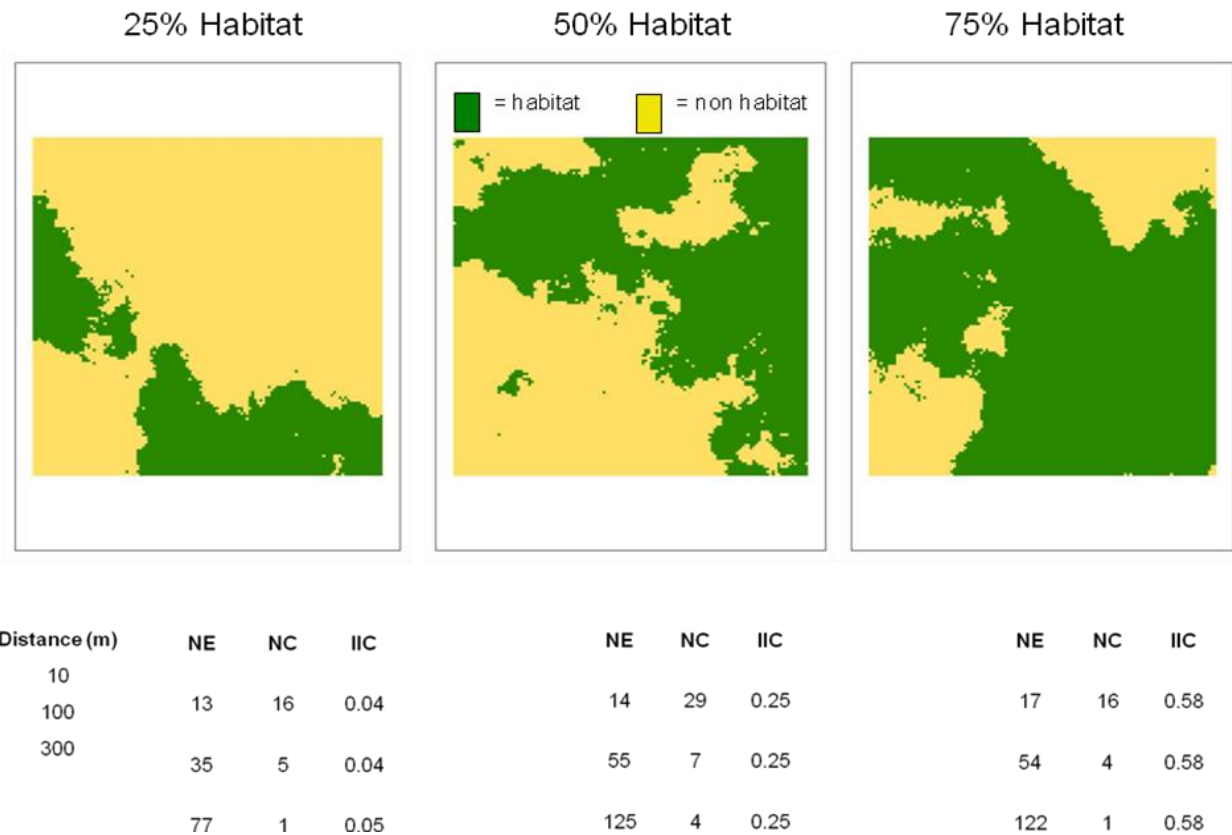 25% Habitat 50% Habitat 75% Habitat
= habitat = non habitat
Distance (m) NE NC IIC NE NC IIC NE NC IIC
10
13 16 0.04 14 29 0.25 17 16 0.58
100
300
35 5 0.04 55 7 0.25 54 4 0.58
77 1 0.05 125 4 0.25 122 1 0.58